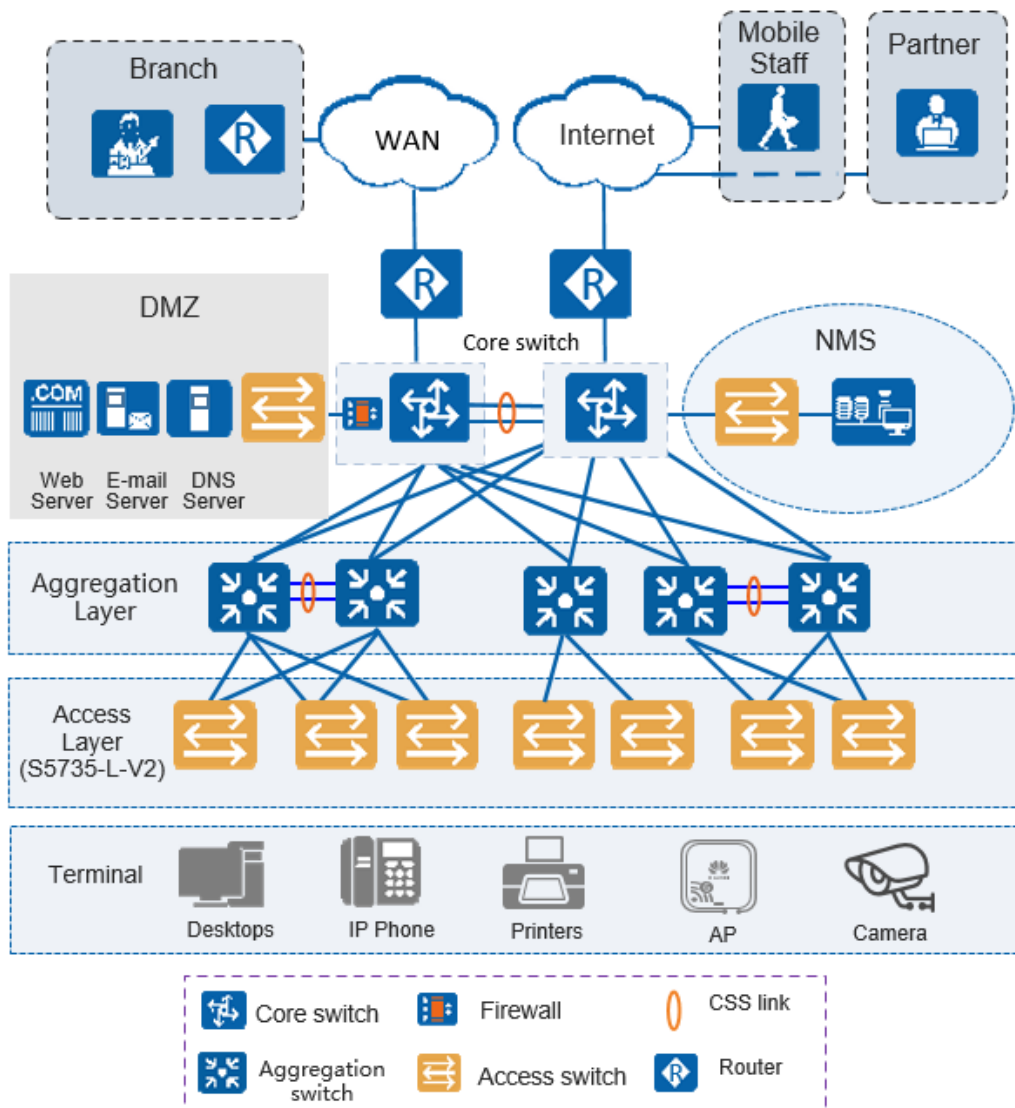 Branch
R
WAN
Internet
Mobile
Staff
Partner
R
R
DMZ
Core switch
NMS
.COM
Web
Server
E-mail
Server
DNS
Server
Aggregation
Layer
Access
Layer
(S5735-L-V2)
Terminal
Desktops
IP Phone
Printers
AP
Camera
Core switch
Firewall
CSS link
Aggregation
switch
Access switch
R
Router